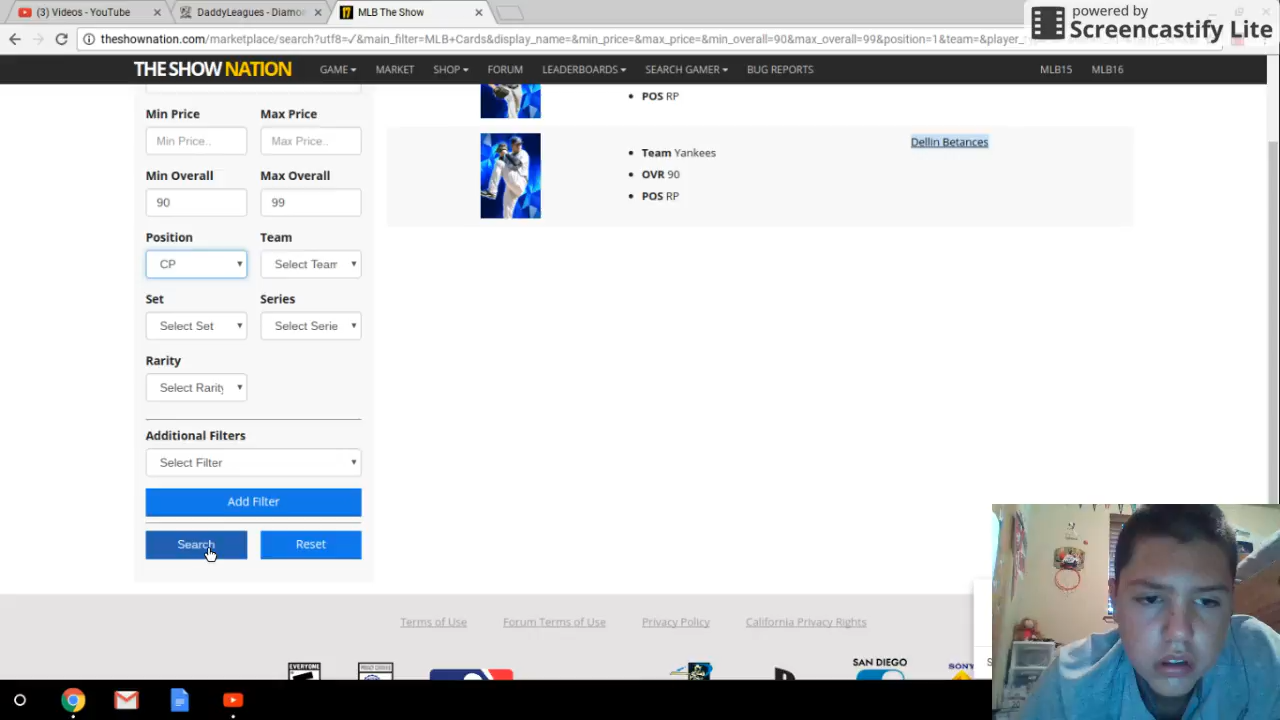 (3) Videos - YouTube
DaddyLeagues - Diamo
MLB The Show
powered by
Screencastify Lite
theshownation.com/marketplace/search?utf8=✓&main_filter=MLB+Cards&display_name=&min_price=&max_price=&min_overall=90&max_overall=99&position=1&team=&player_
THE SHOW NATION
GAME
MARKET
SHOP
FORUM
LEADERBOARDS
SEARCH GAMER
BUG REPORTS
MLB15
MLB16
POS RP
Min Price
Max Price
Min Price..
Max Price..
Dellin Betances
Team Yankees
OVR 90
POS RP
Min Overall
Max Overall
90
99
Position
Team
CP
Select Team
Set
Series
Select Set
Select Serie
Rarity
Select Rarity
Additional Filters
Select Filter
Add Filter
Search
Reset
Terms of Use
Forum Terms of Use
Privacy Policy
California Privacy Rights
EVERYONE
SAN DIEGO
SONY